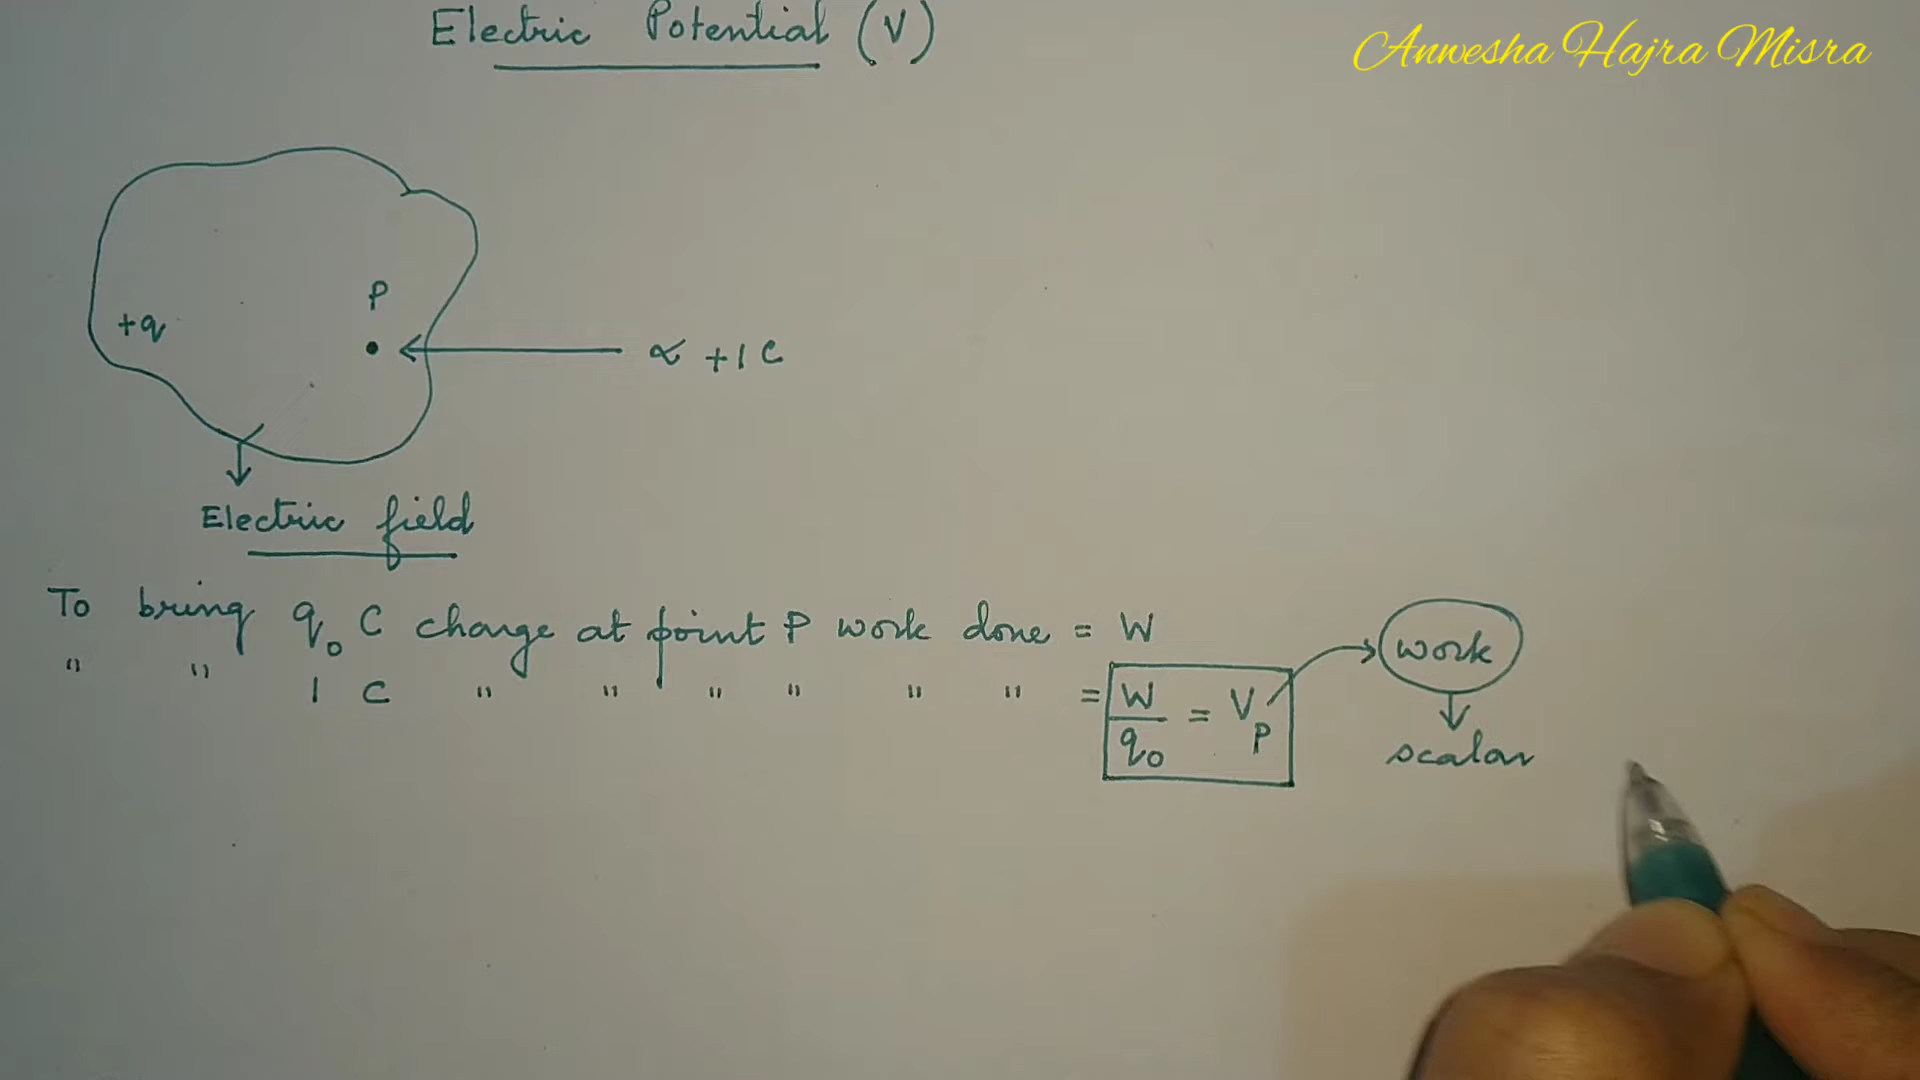 Electric Potential (V)
Anwesha Hajra Misra
P
+q
∝ +1 C
Electric field
To bring q₀ C charge at point P work done = W
" " 1 C " " " " " " = W/q₀ = Vₚ
work
scalar